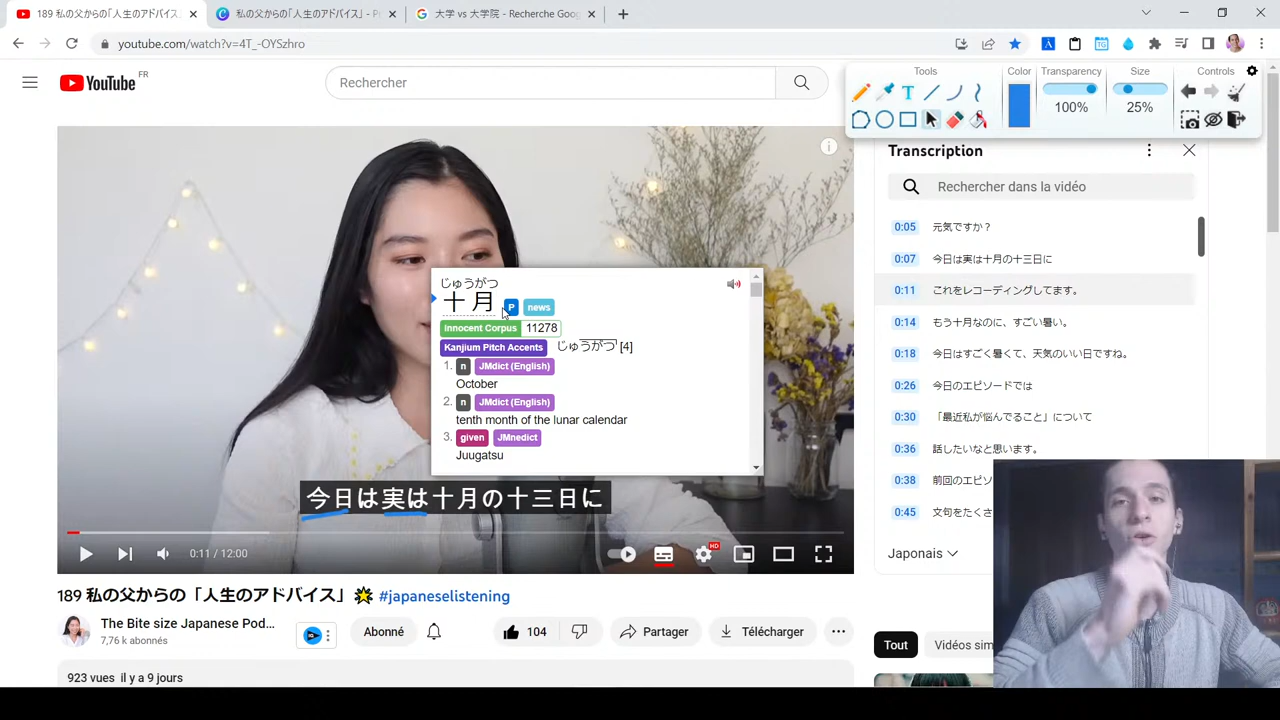 189 私の父からの「人生のアドバイス」
私の父からの「人生のアドバイス」 - P
大学 vs 大学院 - Recherche Goog
youtube.com/watch?v=4T_-OYSzhro
YouTube FR
Rechercher
Tools
Color
Transparency
Size
Controls
100%
25%
Transcription
Rechercher dans la vidéo
0:05 元気ですか？
0:07 今日は実は十月の十三日に
0:11 これをレコーディングしてます。
0:14 もう十月なのに、すごい暑い。
0:18 今日はすごく暑くて、天気のいい日ですね。
0:26 今日のエピソードでは
0:30 「最近私が悩んでること」について
0:36 話したいなと思います。
0:38 前回のエピ
0:45 文句をたくさ
Japonais
じゅうがつ
十月 P news
Innocent Corpus 11278
Kanjium Pitch Accents じゅうがつ [4]
1. n JMdict (English)
October
2. n JMdict (English)
tenth month of the lunar calendar
3. given JMnedict
Juugatsu
今日は実は十月の十三日に
0:11 / 12:00
HD
189 私の父からの「人生のアドバイス」 🌟 #japaneselistening
The Bite size Japanese Pod...
7,76 k abonnés
Abonné
104
Partager
Télécharger
Tout
Vidéos sim
923 vues il y a 9 jours